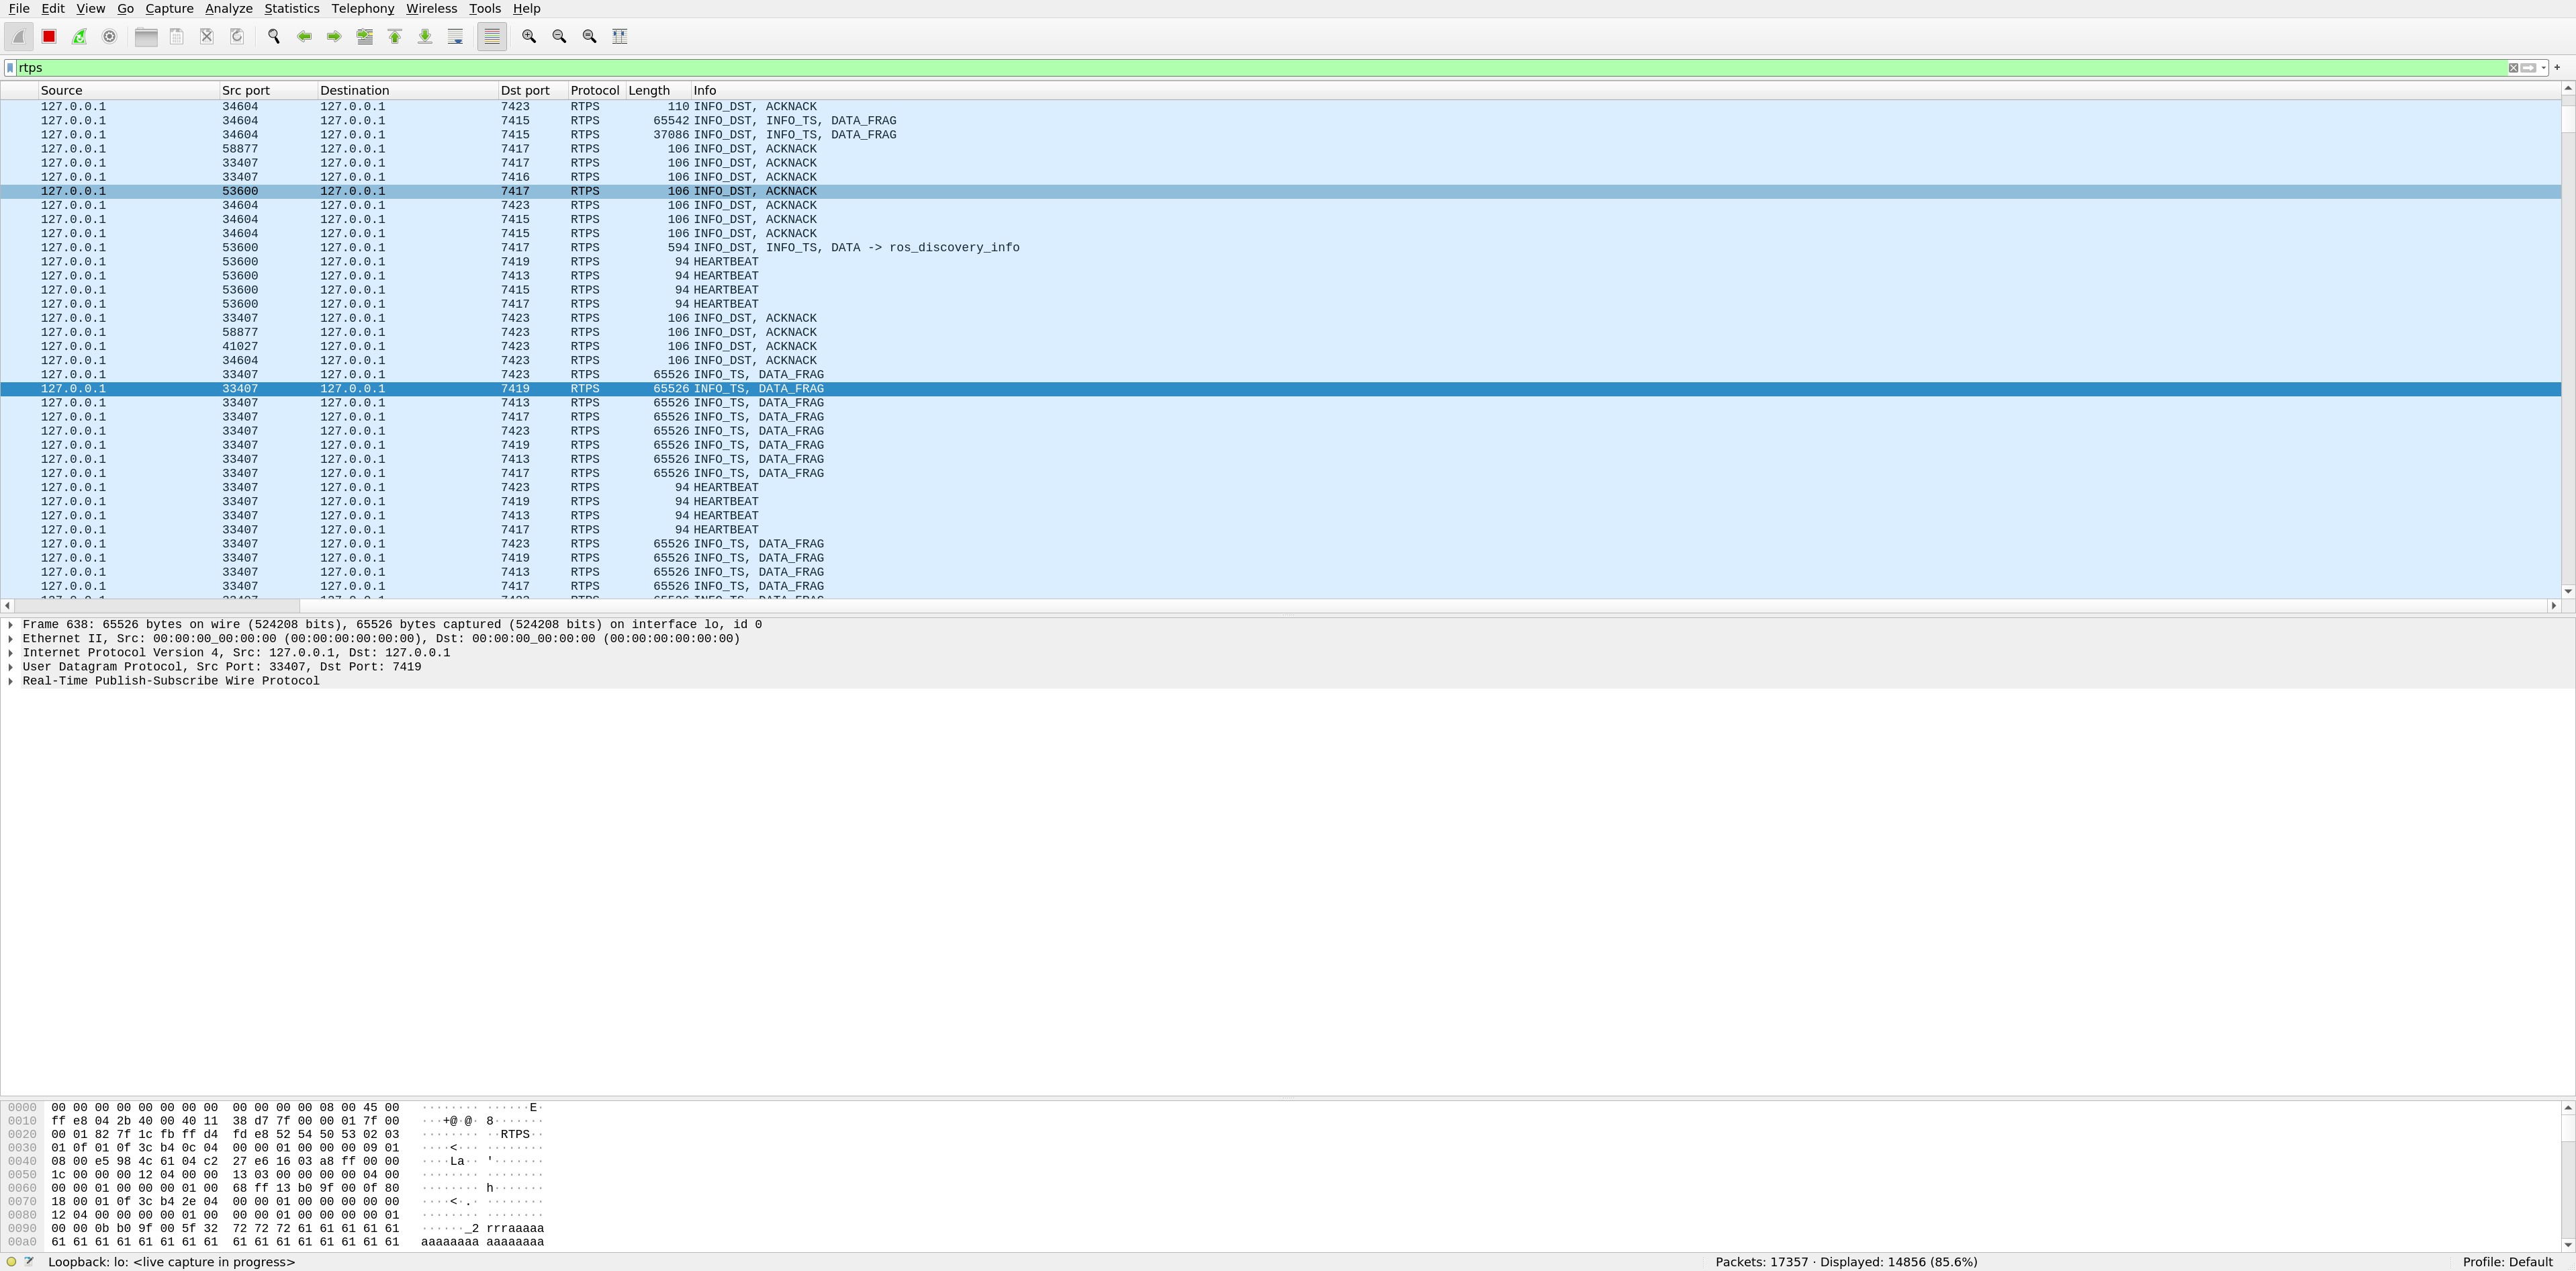 File Edit View Go Capture Analyze Statistics Telephony Wireless Tools Help
rtps
Source Src port Destination Dst port Protocol Length Info
127.0.0.1 34604 127.0.0.1 7423 RTPS 110 INFO_DST, ACKNACK
127.0.0.1 34604 127.0.0.1 7415 RTPS 65542 INFO_DST, INFO_TS, DATA_FRAG
127.0.0.1 34604 127.0.0.1 7415 RTPS 37086 INFO_DST, INFO_TS, DATA_FRAG
127.0.0.1 58877 127.0.0.1 7417 RTPS 106 INFO_DST, ACKNACK
127.0.0.1 33407 127.0.0.1 7417 RTPS 106 INFO_DST, ACKNACK
127.0.0.1 33407 127.0.0.1 7416 RTPS 106 INFO_DST, ACKNACK
127.0.0.1 53600 127.0.0.1 7417 RTPS 106 INFO_DST, ACKNACK
127.0.0.1 34604 127.0.0.1 7423 RTPS 106 INFO_DST, ACKNACK
127.0.0.1 34604 127.0.0.1 7415 RTPS 106 INFO_DST, ACKNACK
127.0.0.1 34604 127.0.0.1 7415 RTPS 106 INFO_DST, ACKNACK
127.0.0.1 53600 127.0.0.1 7417 RTPS 594 INFO_DST, INFO_TS, DATA -> ros_discovery_info
127.0.0.1 53600 127.0.0.1 7419 RTPS 94 HEARTBEAT
127.0.0.1 53600 127.0.0.1 7413 RTPS 94 HEARTBEAT
127.0.0.1 53600 127.0.0.1 7415 RTPS 94 HEARTBEAT
127.0.0.1 53600 127.0.0.1 7417 RTPS 94 HEARTBEAT
127.0.0.1 33407 127.0.0.1 7423 RTPS 106 INFO_DST, ACKNACK
127.0.0.1 58877 127.0.0.1 7423 RTPS 106 INFO_DST, ACKNACK
127.0.0.1 41027 127.0.0.1 7423 RTPS 106 INFO_DST, ACKNACK
127.0.0.1 34604 127.0.0.1 7423 RTPS 106 INFO_DST, ACKNACK
127.0.0.1 33407 127.0.0.1 7423 RTPS 65526 INFO_TS, DATA_FRAG
127.0.0.1 33407 127.0.0.1 7419 RTPS 65526 INFO_TS, DATA_FRAG
127.0.0.1 33407 127.0.0.1 7413 RTPS 65526 INFO_TS, DATA_FRAG
127.0.0.1 33407 127.0.0.1 7417 RTPS 65526 INFO_TS, DATA_FRAG
127.0.0.1 33407 127.0.0.1 7423 RTPS 65526 INFO_TS, DATA_FRAG
127.0.0.1 33407 127.0.0.1 7419 RTPS 65526 INFO_TS, DATA_FRAG
127.0.0.1 33407 127.0.0.1 7413 RTPS 65526 INFO_TS, DATA_FRAG
127.0.0.1 33407 127.0.0.1 7417 RTPS 65526 INFO_TS, DATA_FRAG
127.0.0.1 33407 127.0.0.1 7423 RTPS 94 HEARTBEAT
127.0.0.1 33407 127.0.0.1 7419 RTPS 94 HEARTBEAT
127.0.0.1 33407 127.0.0.1 7413 RTPS 94 HEARTBEAT
127.0.0.1 33407 127.0.0.1 7417 RTPS 94 HEARTBEAT
127.0.0.1 33407 127.0.0.1 7423 RTPS 65526 INFO_TS, DATA_FRAG
127.0.0.1 33407 127.0.0.1 7419 RTPS 65526 INFO_TS, DATA_FRAG
127.0.0.1 33407 127.0.0.1 7413 RTPS 65526 INFO_TS, DATA_FRAG
127.0.0.1 33407 127.0.0.1 7417 RTPS 65526 INFO_TS, DATA_FRAG
Frame 638: 65526 bytes on wire (524208 bits), 65526 bytes captured (524208 bits) on interface lo, id 0
Ethernet II, Src: 00:00:00_00:00:00 (00:00:00:00:00:00), Dst: 00:00:00_00:00:00 (00:00:00:00:00:00)
Internet Protocol Version 4, Src: 127.0.0.1, Dst: 127.0.0.1
User Datagram Protocol, Src Port: 33407, Dst Port: 7419
Real-Time Publish-Subscribe Wire Protocol
0000 00 00 00 00 00 00 00 00 00 00 00 00 08 00 45 00 ········ ······E·
0010 ff e8 04 2b 40 00 40 11 38 d7 7f 00 00 01 7f 00 ···+@·@· 8·······
0020 00 01 82 7f 1c fb ff d4 fd e8 52 54 50 53 02 03 ········ ··RTPS··
0030 01 0f 01 0f 3c b4 0c 04 00 00 01 00 00 00 09 01 ····<··· ········
0040 08 00 e5 98 4c 61 04 c2 27 e6 16 03 a8 ff 00 00 ····La·· '·······
0050 1c 00 00 00 12 04 00 00 13 03 00 00 00 00 04 00 ········ ········
0060 00 00 01 00 00 00 01 00 68 ff 13 b0 9f 00 0f 80 ········ h·······
0070 18 00 01 0f 3c b4 2e 04 00 00 01 00 00 00 00 00 ····<·.· ········
0080 12 04 00 00 00 00 01 00 00 00 01 00 00 00 00 01 ········ ········
0090 00 00 0b b0 9f 00 5f 32 72 72 72 61 61 61 61 61 ······_2 rrraaaaa
00a0 61 61 61 61 61 61 61 61 61 61 61 61 61 61 61 61 aaaaaaaa aaaaaaaa
Loopback: lo: <live capture in progress> Packets: 17357 · Displayed: 14856 (85.6%) Profile: Default